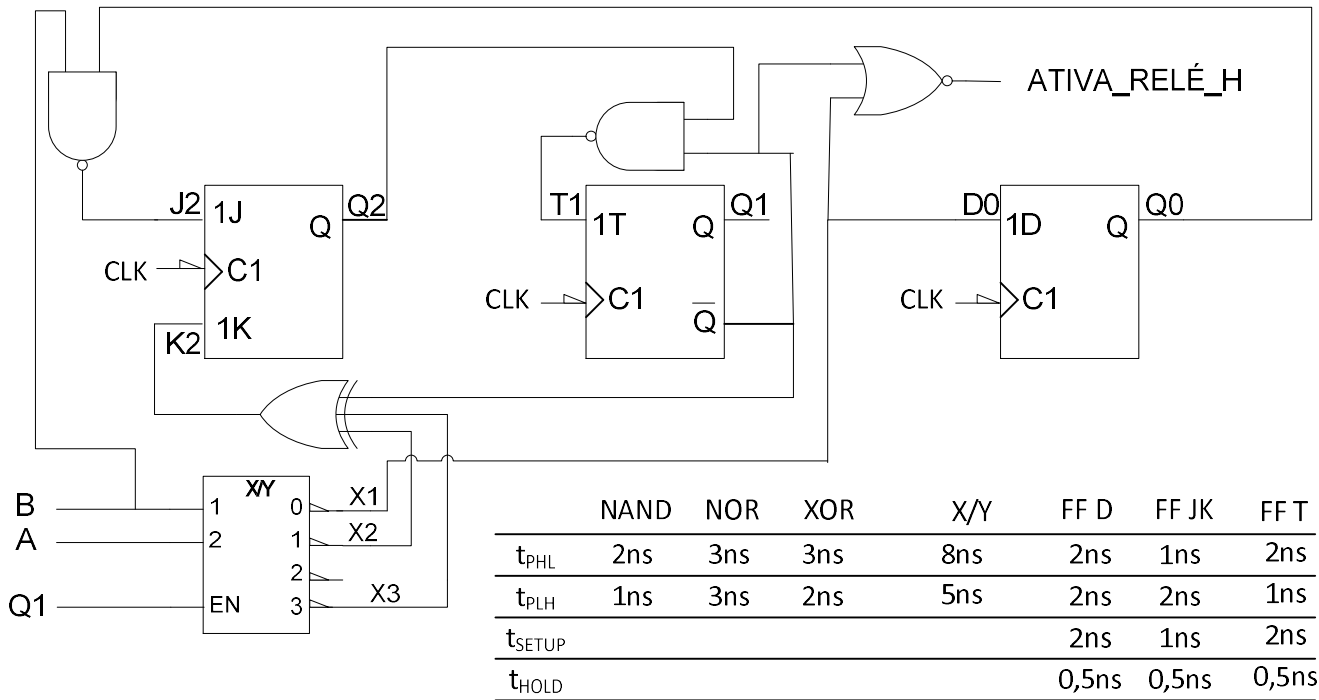 ATIVA_RELÉ_H
J2 1J Q Q2
CLK C1
K2 1K
T1 1T Q Q1
CLK C1
Q
D0 1D Q Q0
CLK C1
X/Y
B 1 0 X1
A 2 1 X2
2
Q1 EN 3 X3
NAND NOR XOR X/Y FF D FF JK FF T
tPHL 2ns 3ns 3ns 8ns 2ns 1ns 2ns
tPLH 1ns 3ns 2ns 5ns 2ns 2ns 1ns
tSETUP 2ns 1ns 2ns
tHOLD 0,5ns 0,5ns 0,5ns